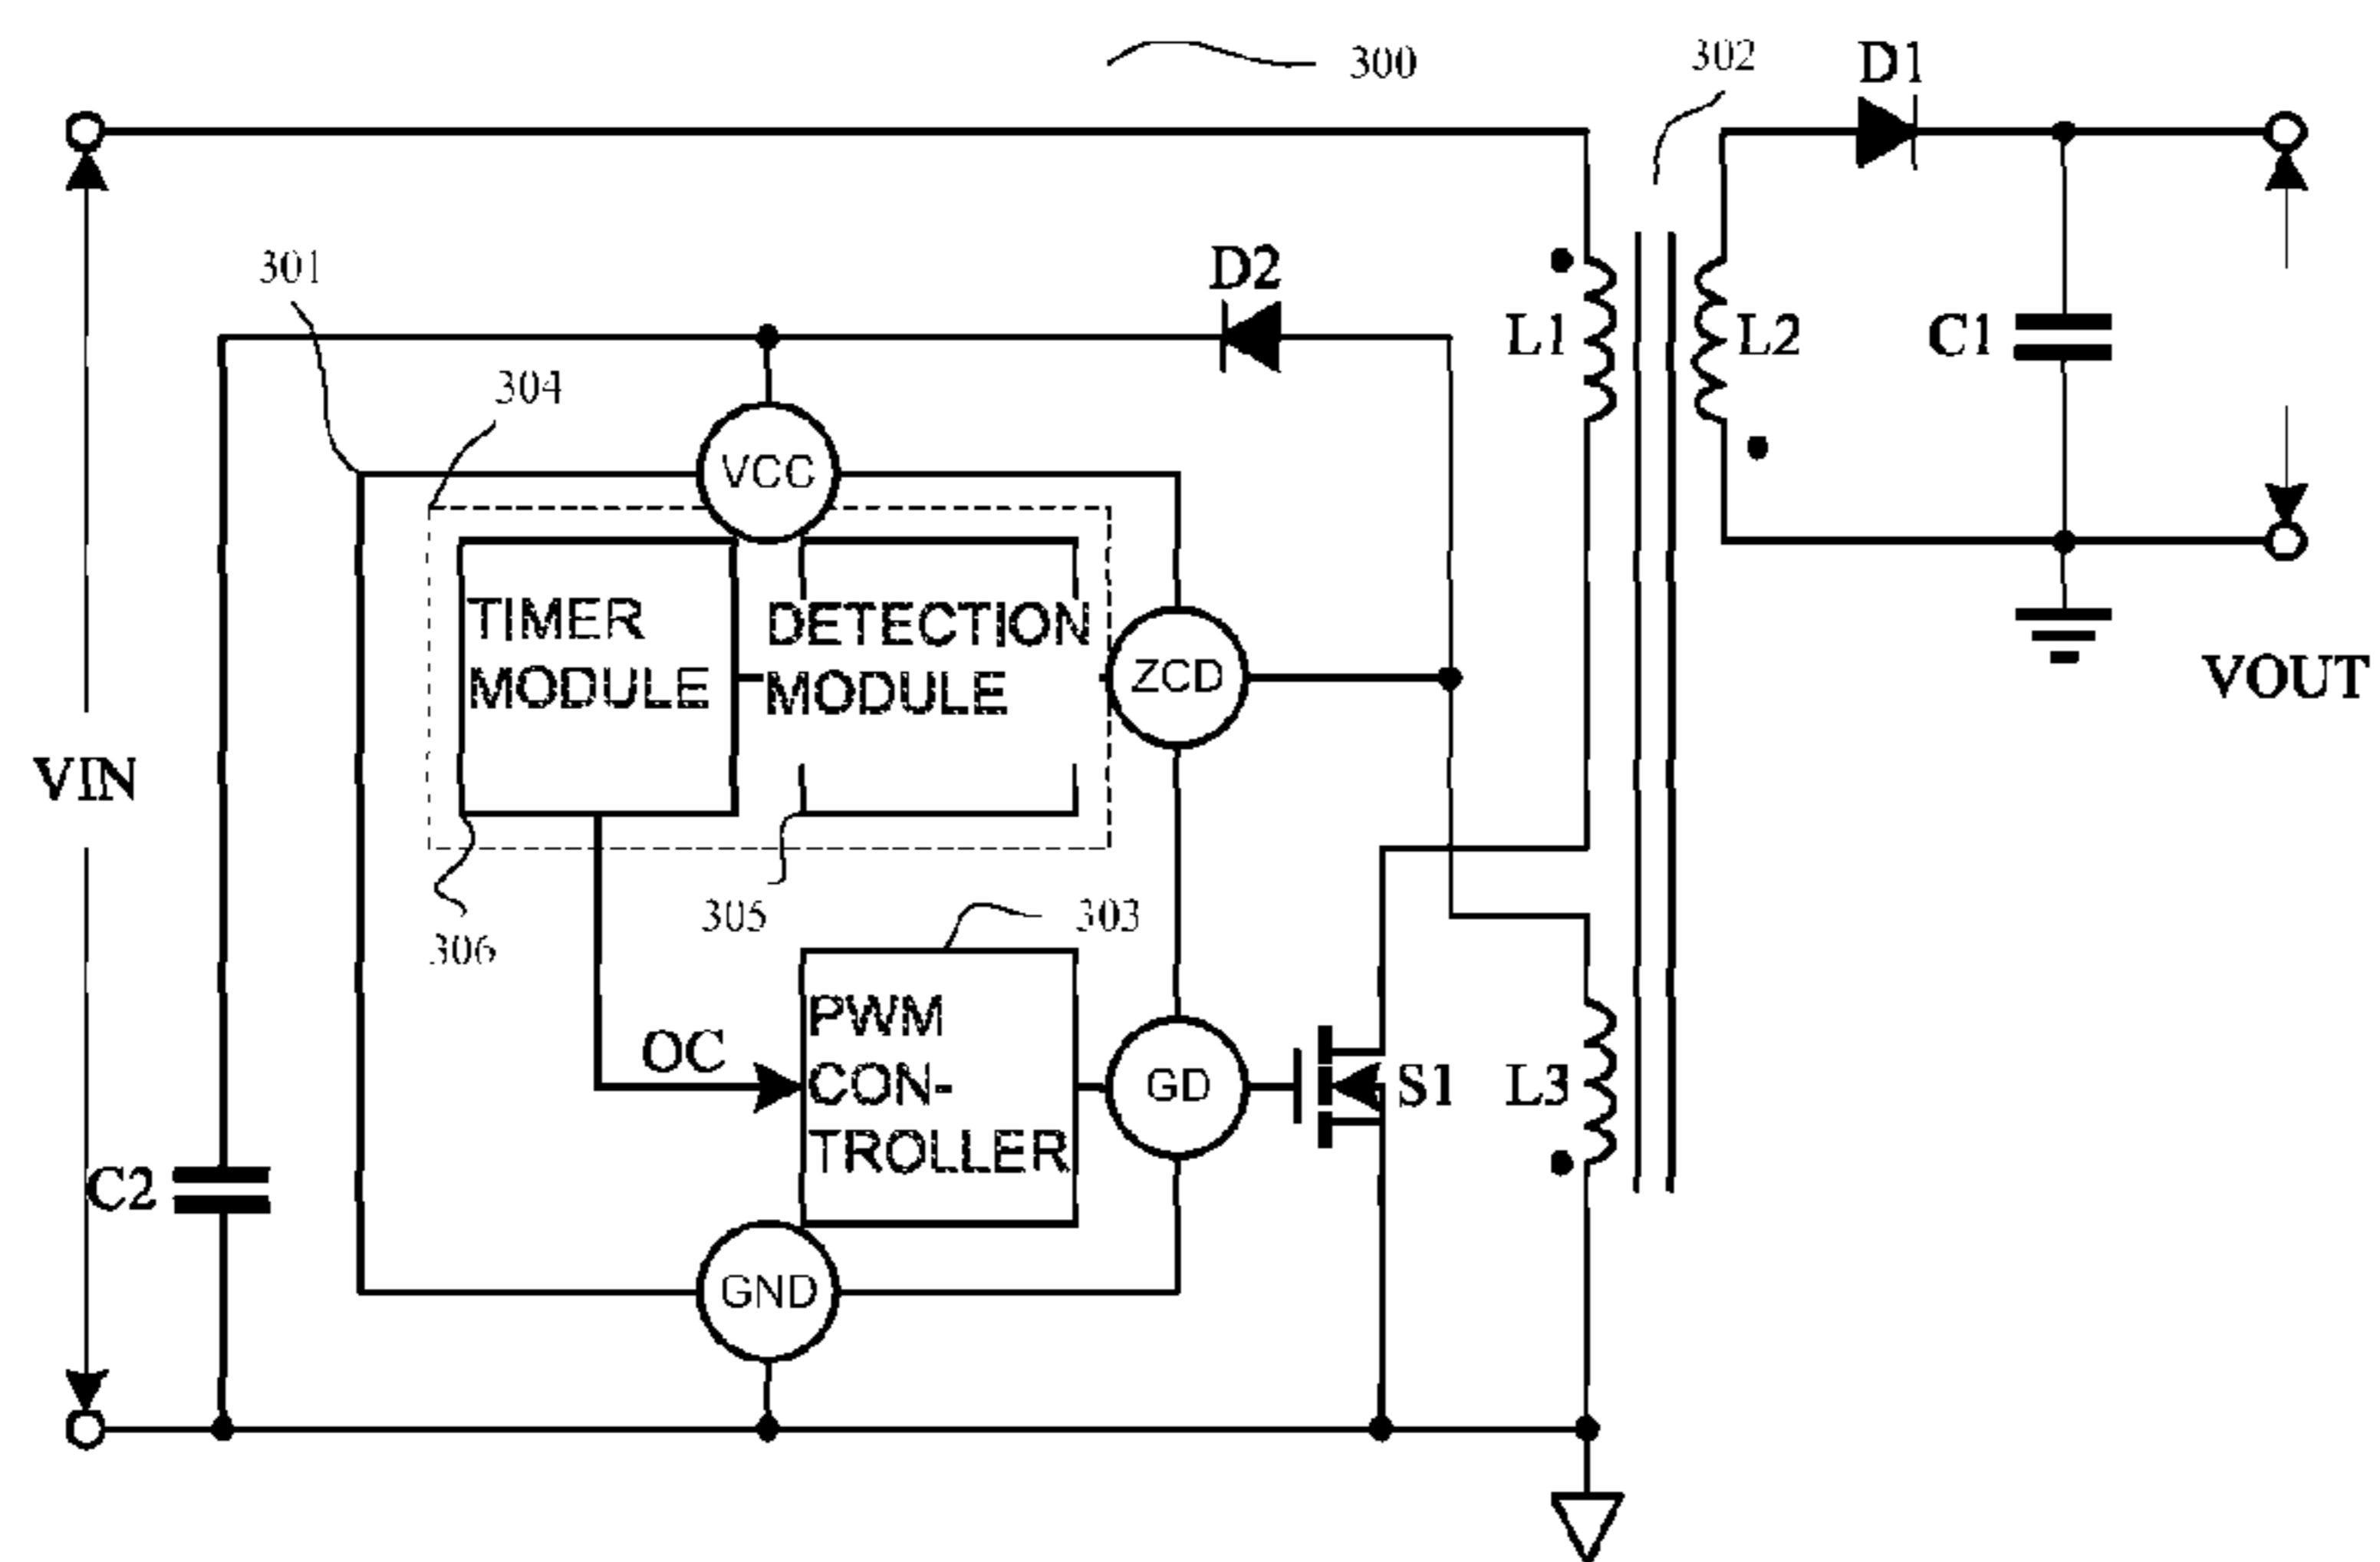 300
302
D1
301
D2
304
L1
L2
C1
VCC
TIMER
MODULE
DETECTION
MODULE
ZCD
VOUT
VIN
305
303
306
PWM
CON-
TROLLER
OC
GD
S1
L3
C2
GND